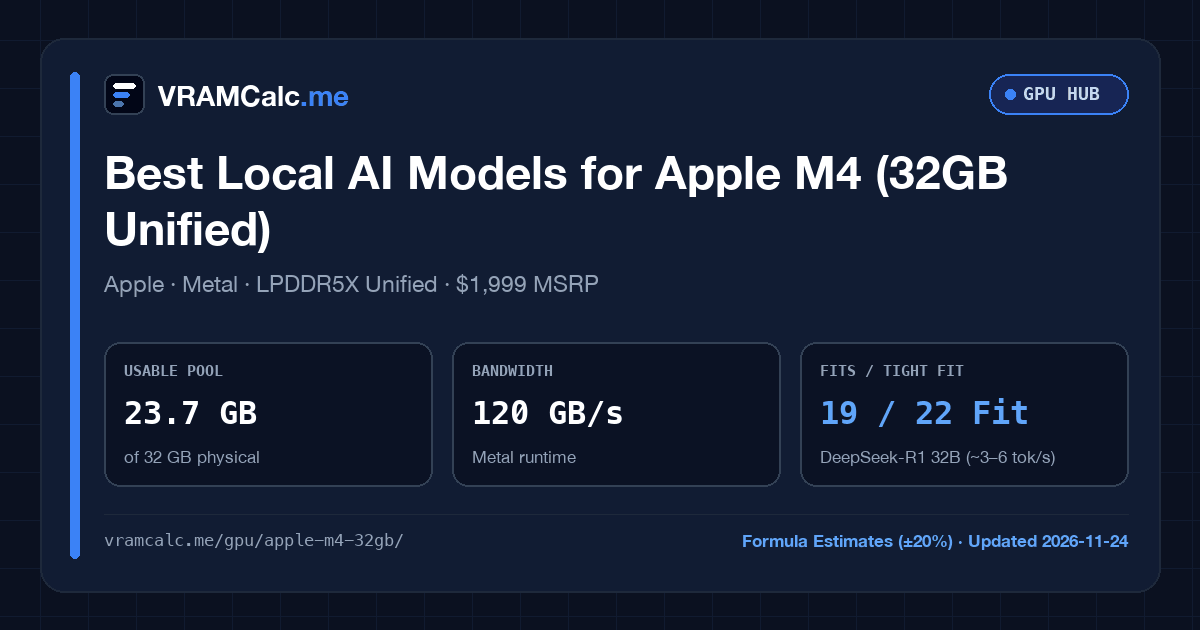 VRAMCalc.me
GPU HUB
Best Local AI Models for Apple M4 (32GB
Unified)
Apple · Metal · LPDDR5X Unified · $1,999 MSRP
USABLE POOL
23.7 GB
of 32 GB physical
BANDWIDTH
120 GB/s
Metal runtime
FITS / TIGHT FIT
19 / 22 Fit
DeepSeek-R1 32B (~3–6 tok/s)
vramcalc.me/gpu/apple-m4-32gb/
Formula Estimates (±20%) · Updated 2026-11-24